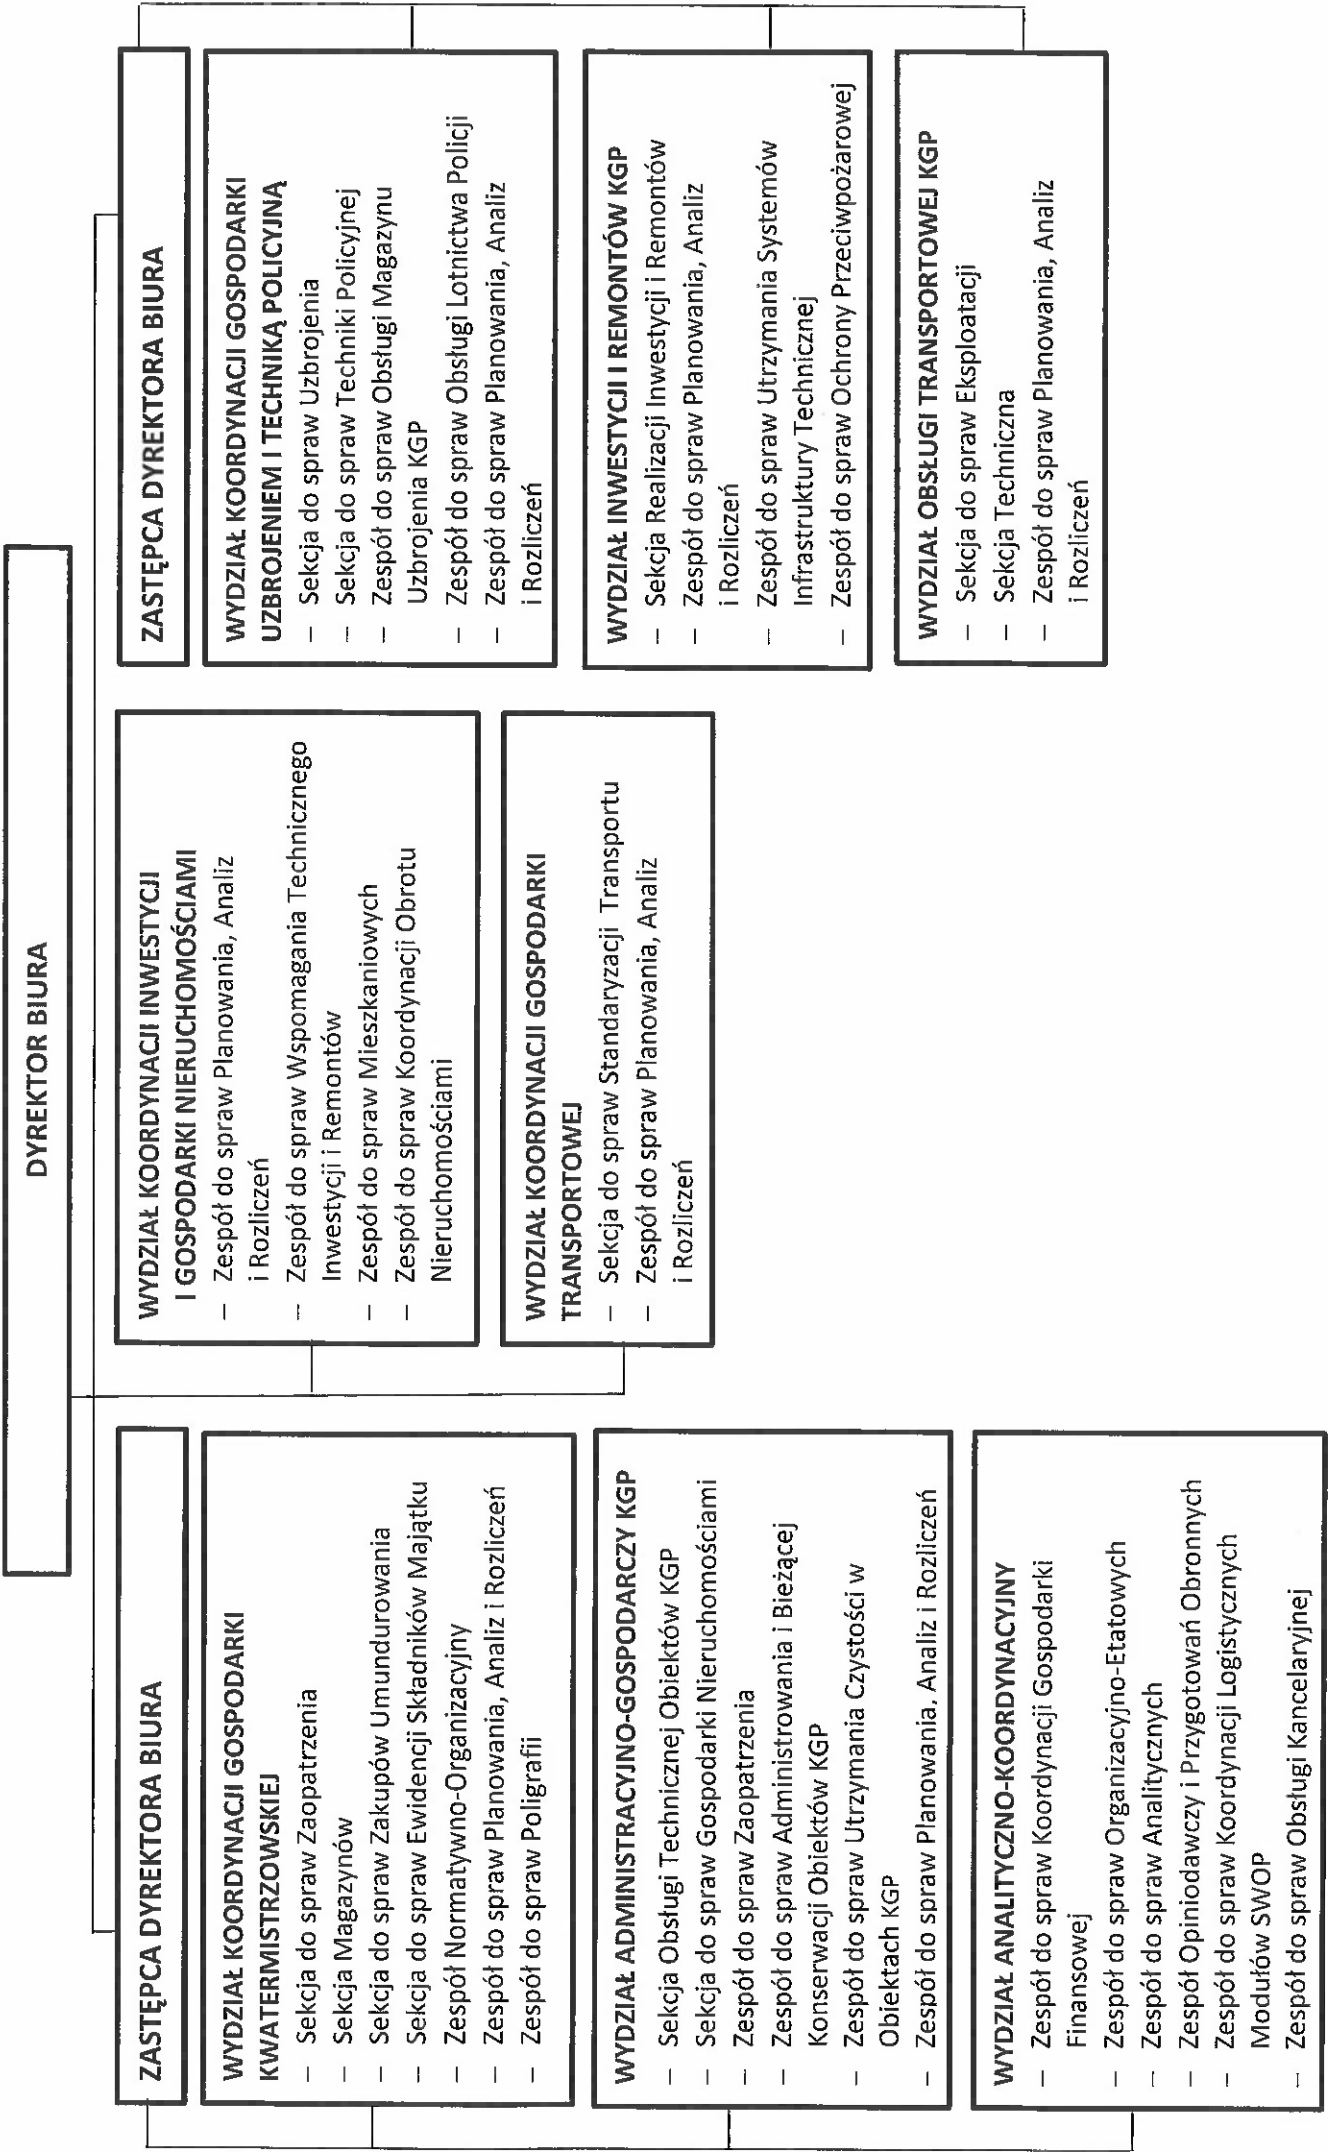 DYREKTOR BIURA
ZASTĘPCA DYREKTORA BIURA
WYDZIAŁ KOORDYNACJI GOSPODARKI
KWATERMISTRZOWSKIEJ
– Sekcja do spraw Zaopatrzenia
– Sekcja Magazynów
– Sekcja do spraw Zakupów Umundurowania
– Sekcja do spraw Ewidencji Składników Majątku
– Zespół Normatywno-Organizacyjny
– Zespół do spraw Planowania, Analiz i Rozliczeń
– Zespół do spraw Poligrafii
WYDZIAŁ ADMINISTRACYJNO-GOSPODARCZY KGP
– Sekcja Obsługi Technicznej Obiektów KGP
– Sekcja do spraw Gospodarki Nieruchomościami
– Zespół do spraw Zaopatrzenia
– Zespół do spraw Administrowania i Bieżącej
Konserwacji Obiektów KGP
– Zespół do spraw Utrzymania Czystości w
Obiektach KGP
– Zespół do spraw Planowania, Analiz i Rozliczeń
WYDZIAŁ ANALITYCZNO-KOORDYNACYJNY
– Zespół do spraw Koordynacji Gospodarki
Finansowej
– Zespół do spraw Organizacyjno-Etatowych
– Zespół do spraw Analitycznych
– Zespół Opiniodawczy i Przygotowań Obronnych
– Zespół do spraw Koordynacji Logistycznych
Modułów SWOP
– Zespół do spraw Obsługi Kancelaryjnej
WYDZIAŁ KOORDYNACJI INWESTYCJI
I GOSPODARKI NIERUCHOMOŚCIAMI
– Zespół do spraw Planowania, Analiz
i Rozliczeń
– Zespół do spraw Wspomagania Technicznego
Inwestycji i Remontów
– Zespół do spraw Mieszkaniowych
– Zespół do spraw Koordynacji Obrotu
Nieruchomościami
WYDZIAŁ KOORDYNACJI GOSPODARKI
TRANSPORTOWEJ
– Sekcja do spraw Standaryzacji Transportu
– Zespół do spraw Planowania, Analiz
i Rozliczeń
ZASTĘPCA DYREKTORA BIURA
WYDZIAŁ KOORDYNACJI GOSPODARKI
UZBROJENIEM I TECHNIKĄ POLICYJNĄ
– Sekcja do spraw Uzbrojenia
– Sekcja do spraw Techniki Policyjnej
– Zespół do spraw Obsługi Magazynu
Uzbrojenia KGP
– Zespół do spraw Obsługi Lotnictwa Policji
– Zespół do spraw Planowania, Analiz
i Rozliczeń
WYDZIAŁ INWESTYCJI I REMONTÓW KGP
– Sekcja Realizacji Inwestycji i Remontów
– Zespół do spraw Planowania, Analiz
i Rozliczeń
– Zespół do spraw Utrzymania Systemów
Infrastruktury Technicznej
– Zespół do spraw Ochrony Przeciwpożarowej
WYDZIAŁ OBSŁUGI TRANSPORTOWEJ KGP
– Sekcja do spraw Eksploatacji
– Sekcja Techniczna
– Zespół do spraw Planowania, Analiz
i Rozliczeń